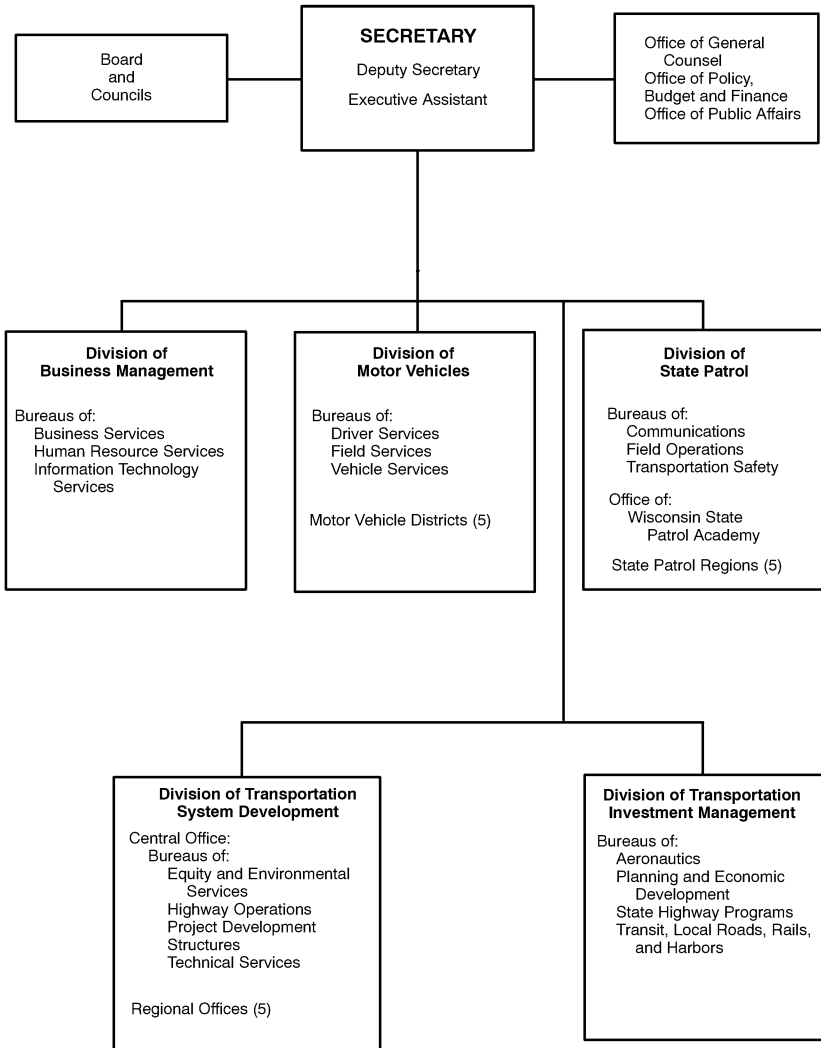 Board
and
Councils
SECRETARY
Deputy Secretary
Executive Assistant
Office of General
Counsel
Office of Policy,
Budget and Finance
Office of Public Affairs
Division of
Business Management
Bureaus of:
Business Services
Human Resource Services
Information Technology
Services
Division of
Motor Vehicles
Bureaus of:
Driver Services
Field Services
Vehicle Services
Motor Vehicle Districts (5)
Division of
State Patrol
Bureaus of:
Communications
Field Operations
Transportation Safety
Office of:
Wisconsin State
Patrol Academy
State Patrol Regions (5)
Division of Transportation
System Development
Central Office:
Bureaus of:
Equity and Environmental
Services
Highway Operations
Project Development
Structures
Technical Services
Regional Offices (5)
Division of Transportation
Investment Management
Bureaus of:
Aeronautics
Planning and Economic
Development
State Highway Programs
Transit, Local Roads, Rails,
and Harbors